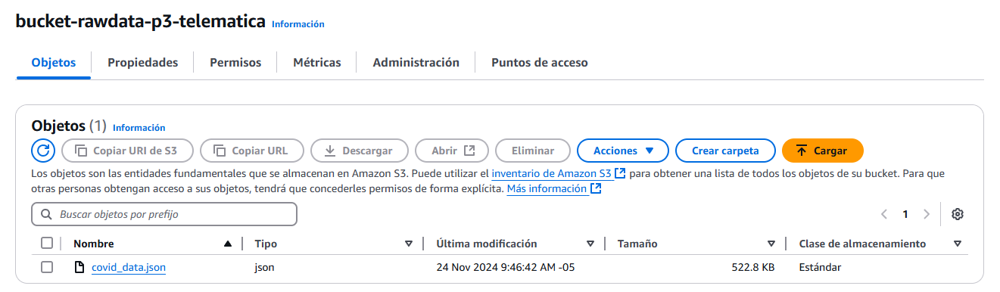 bucket-rawdata-p3-telematica Información
Objetos Propiedades Permisos Métricas Administración Puntos de acceso
Objetos (1) Información
Copiar URI de S3 Copiar URL Descargar Abrir Eliminar Acciones Crear carpeta Cargar
Los objetos son las entidades fundamentales que se almacenan en Amazon S3. Puede utilizar el inventario de Amazon S3 para obtener una lista de todos los objetos de su bucket. Para que
otras personas obtengan acceso a sus objetos, tendrá que concederles permisos de forma explícita. Más información
Buscar objetos por prefijo 1
Nombre Tipo Última modificación Tamaño Clase de almacenamiento
covid_data.json json 24 Nov 2024 9:46:42 AM -05 522.8 KB Estándar